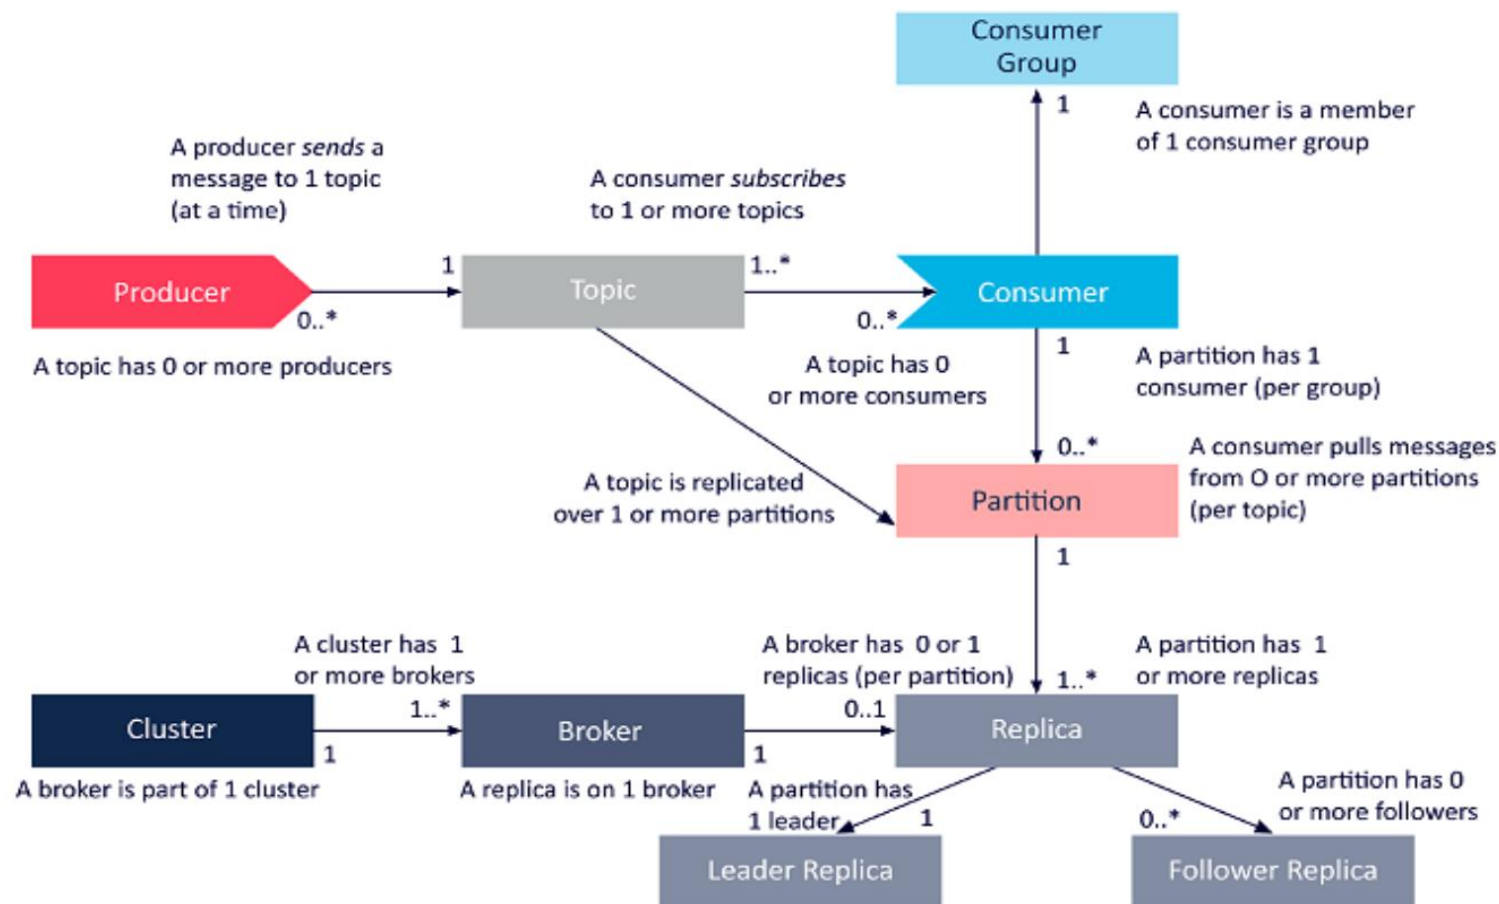 Consumer
Group
1
A consumer is a member
of 1 consumer group
A producer sends a
message to 1 topic
(at a time)
A consumer subscribes
to 1 or more topics
Producer
0..*
1
Topic
1..*
0..*
Consumer
A topic has 0 or more producers
A topic has 0
or more consumers
1
A partition has 1
consumer (per group)
0..*
A consumer pulls messages
from O or more partitions
(per topic)
A topic is replicated
over 1 or more partitions
Partition
1
A cluster has 1
or more brokers
A broker has 0 or 1
replicas (per partition)
1..*
A partition has 1
or more replicas
Cluster
1..*
1
Broker
0..1
1
Replica
A broker is part of 1 cluster
A replica is on 1 broker
A partition has
1 leader
1
0..*
A partition has 0
or more followers
Leader Replica
Follower Replica